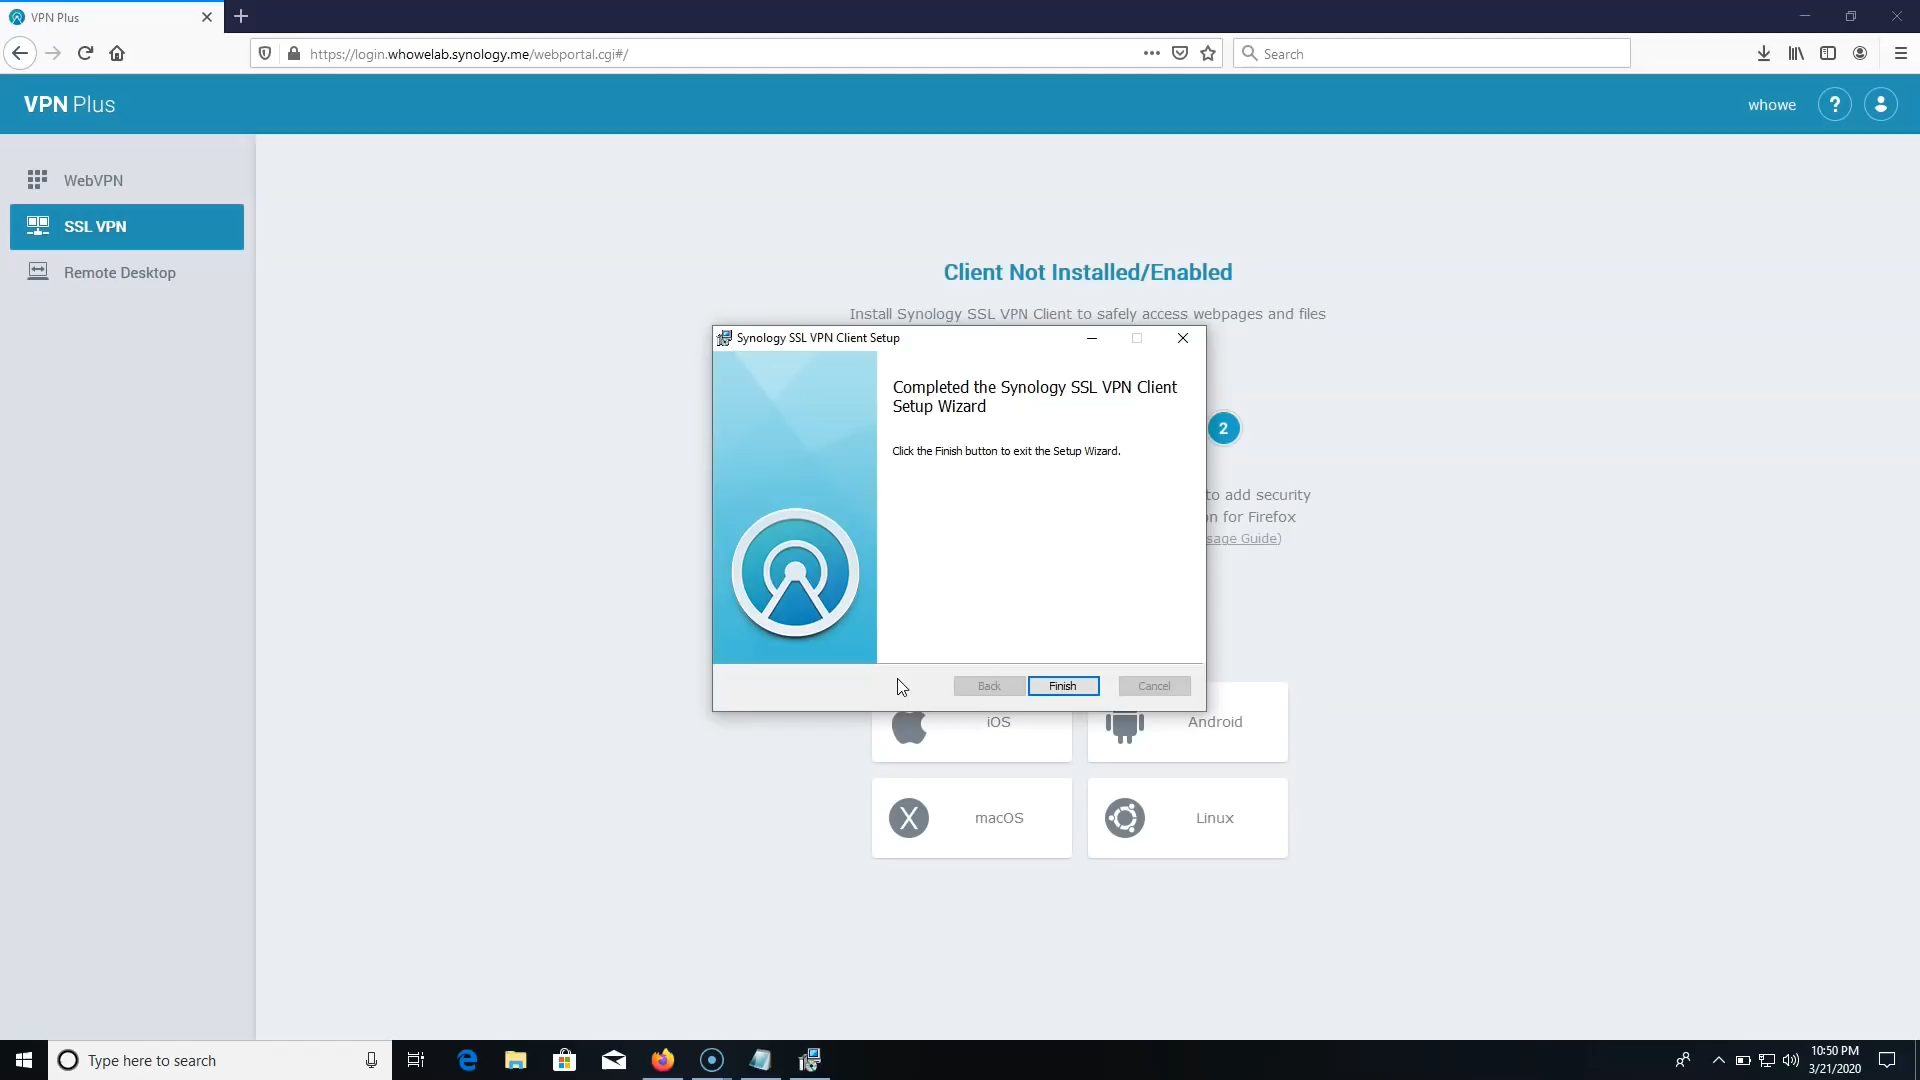 VPN Plus
https://login.whowelab.synology.me/webportal.cgi#/
Search
VPN Plus
whowe
?
WebVPN
SSL VPN
Remote Desktop
Client Not Installed/Enabled
Install Synology SSL VPN Client to safely access webpages and files
Synology SSL VPN Client Setup
Completed the Synology SSL VPN Client
Setup Wizard
Click the Finish button to exit the Setup Wizard.
2
to add security
n for Firefox
sage Guide)
Back
Finish
Cancel
iOS
Android
X
macOS
Linux
Type here to search
10:50 PM
3/21/2020